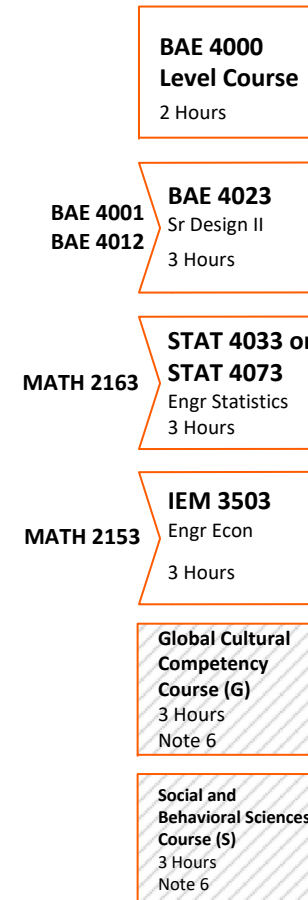 BAE 4000
Level Course
2 Hours
BAE 4001
BAE 4012
BAE 4023
Sr Design II
3 Hours
MATH 2163
STAT 4033 or
STAT 4073
Engr Statistics
3 Hours
MATH 2153
IEM 3503
Engr Econ
3 Hours
Global Cultural
Competency
Course (G)
3 Hours
Note 6
Social and
Behavioral Sciences
Course (S)
3 Hours
Note 6